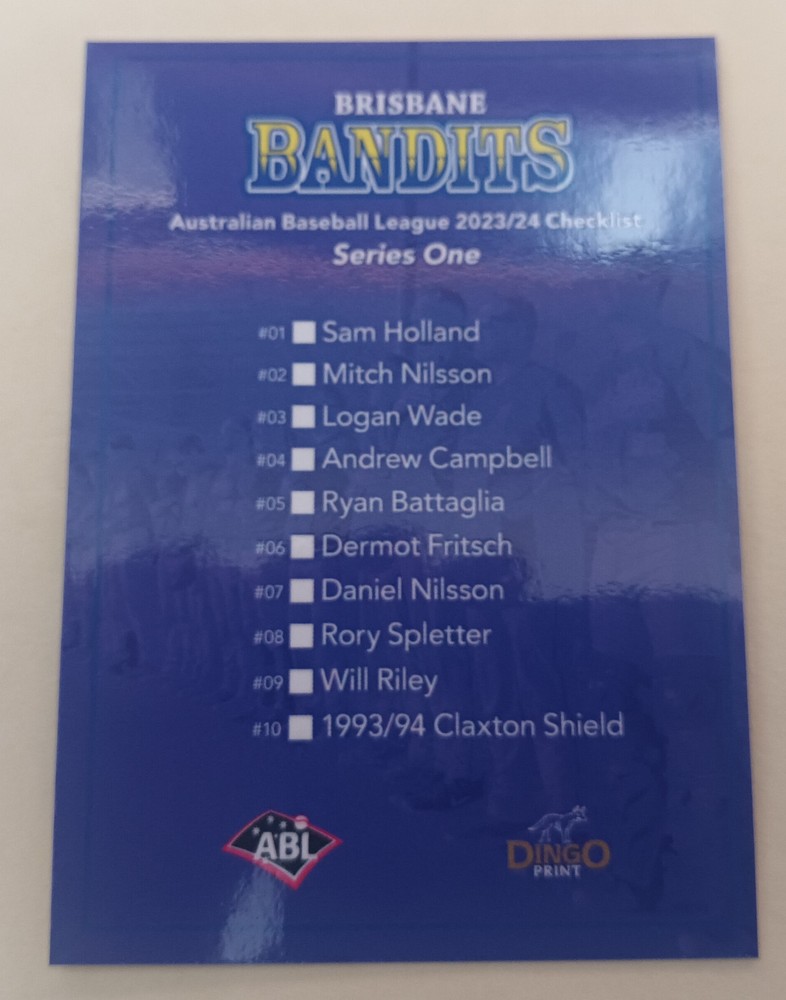 BRISBANE
BANDITS
Australian Baseball League 2023/24 Checklist
Series One
#01 Sam Holland
#02 Mitch Nilsson
#03 Logan Wade
#04 Andrew Campbell
#05 Ryan Battaglia
#06 Dermot Fritsch
#07 Daniel Nilsson
#08 Rory Spletter
#09 Will Riley
#10 1993/94 Claxton Shield
ABL
DINGO
PRINT